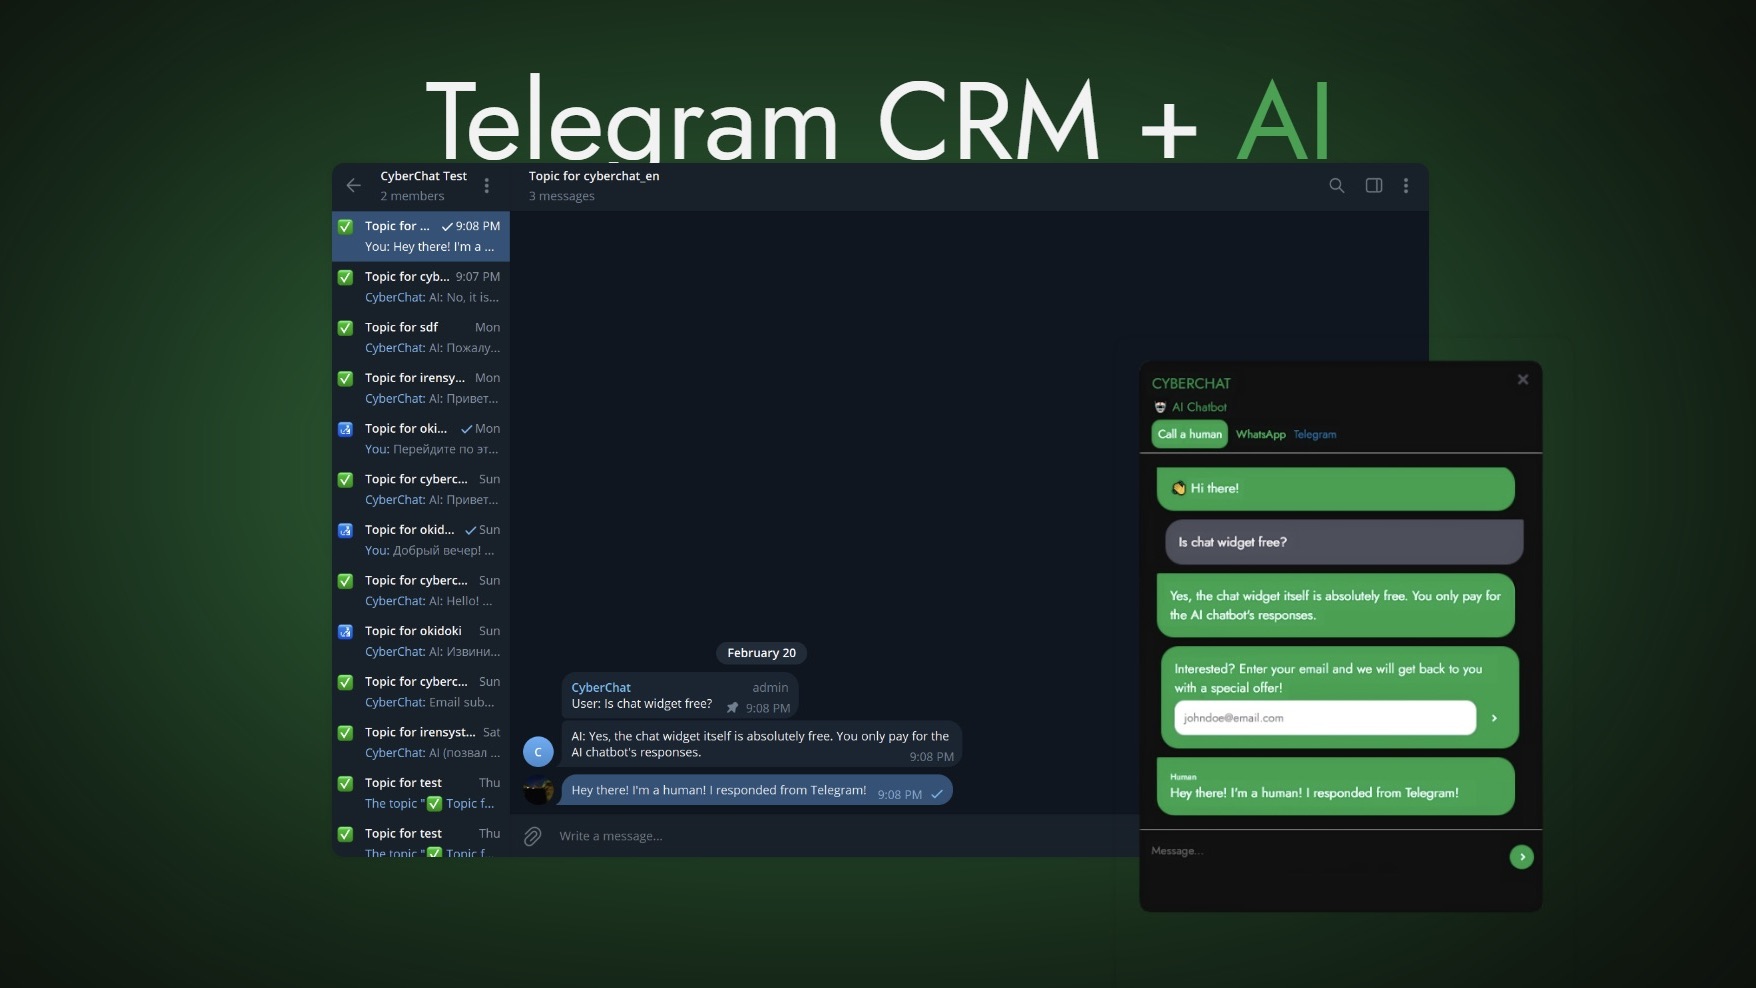 Telegram CRM + AI
CyberChat Test
2 members
Topic for ... 9:08 PM
You: Hey there! I'm a ...
Topic for cyb... 9:07 PM
CyberChat: AI: No, it is...
Topic for sdf Mon
CyberChat: AI: Пожалу...
Topic for irensy... Mon
CyberChat: AI: Привет...
Topic for oki... Mon
You: Перейдите по эт...
Topic for cyberc... Sun
CyberChat: AI: Привет...
Topic for okid... Sun
You: Добрый вечер! ...
Topic for cyberc... Sun
CyberChat: AI: Hello! ...
Topic for okidoki Sun
CyberChat: AI: Извини...
Topic for cyberc... Sun
CyberChat: Email sub...
Topic for irensyst... Sat
CyberChat: AI (позвал ...
Topic for test Thu
The topic "✅ Topic f...
Topic for test Thu
The topic "✅ Topic f...
Topic for cyberchat_en
3 messages
February 20
CyberChat admin
User: Is chat widget free? 9:08 PM
AI: Yes, the chat widget itself is absolutely free. You only pay for the
AI chatbot's responses. 9:08 PM
C
Hey there! I'm a human! I responded from Telegram! 9:08 PM
Write a message...
CYBERCHAT
AI Chatbot
Call a human WhatsApp Telegram
👋 Hi there!
Is chat widget free?
Yes, the chat widget itself is absolutely free. You only pay for
the AI chatbot's responses.
Interested? Enter your email and we will get back to you
with a special offer!
johndoe@email.com
Human
Hey there! I'm a human! I responded from Telegram!
Message...